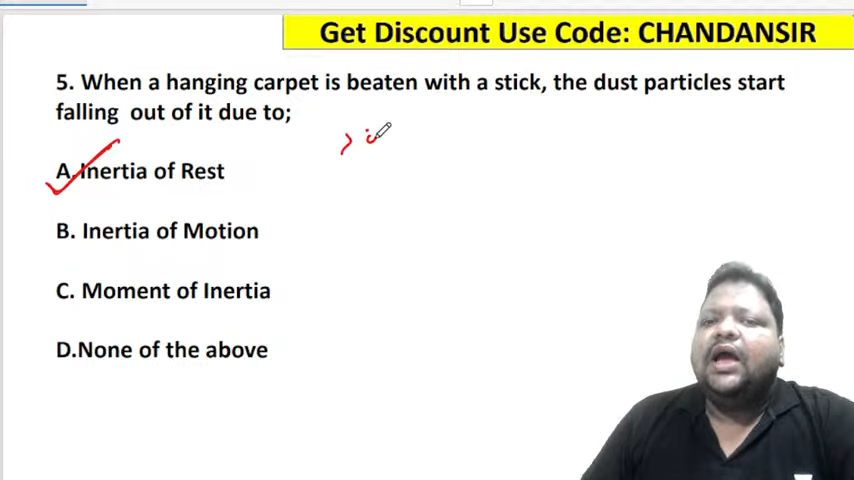 Get Discount Use Code: CHANDANSIR
5. When a hanging carpet is beaten with a stick, the dust particles start
falling out of it due to;
A.Inertia of Rest
B. Inertia of Motion
C. Moment of Inertia
D.None of the above